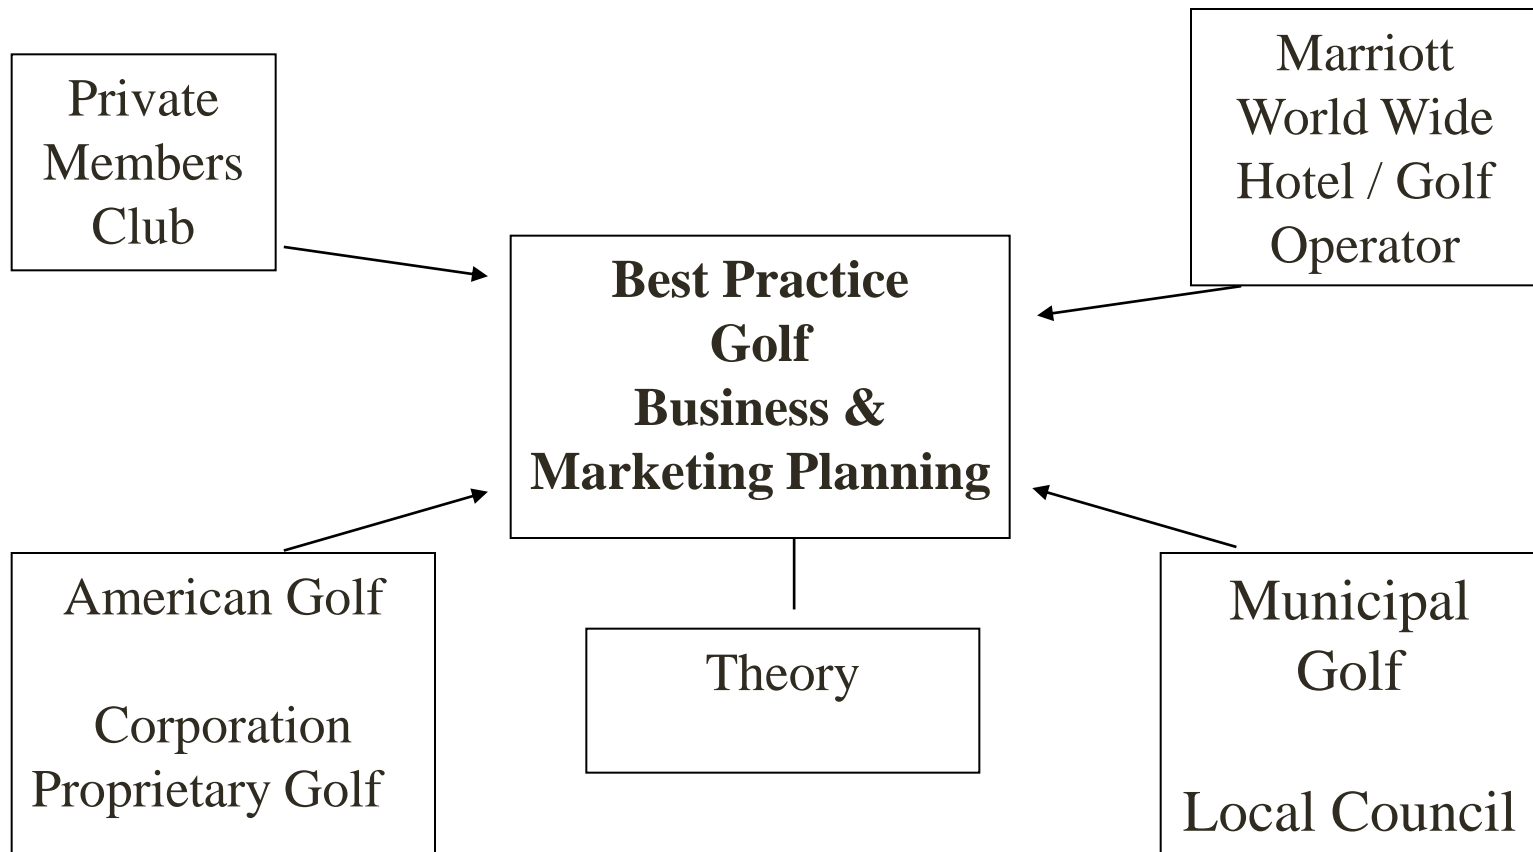 Private
Members
Club
Marriott
World Wide
Hotel / Golf
Operator
Best Practice
Golf
Business &
Marketing Planning
American Golf
Corporation
Proprietary Golf
Theory
Municipal
Golf
Local Council